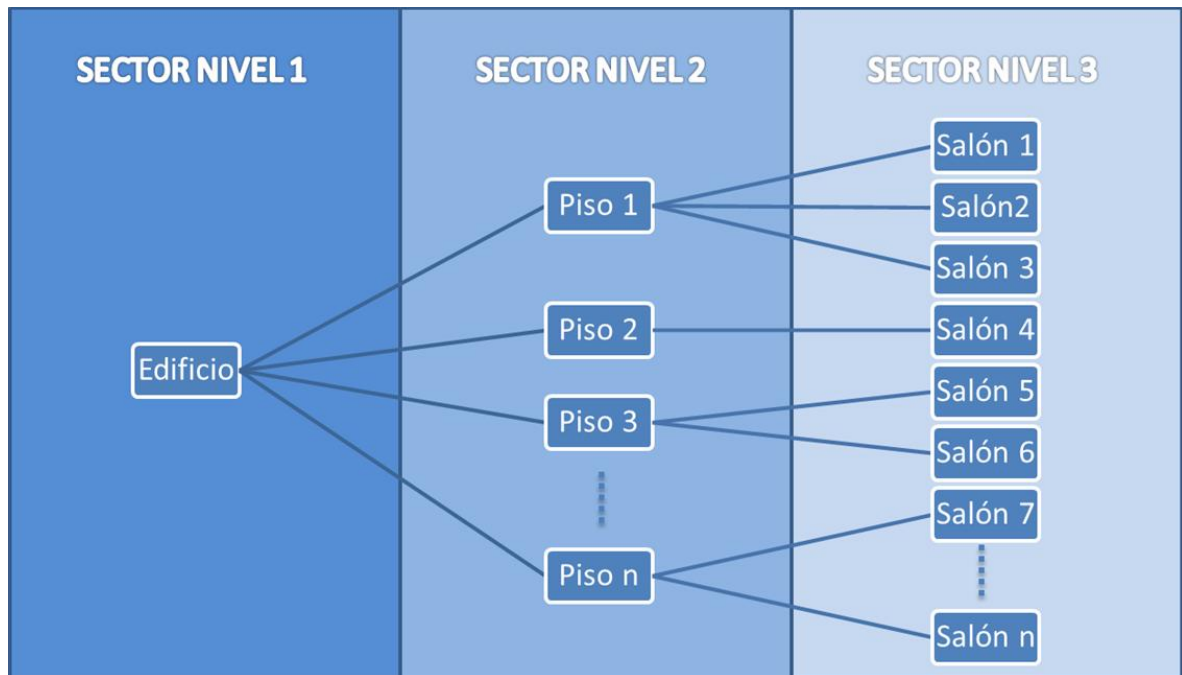 SECTOR NIVEL 1
SECTOR NIVEL 2
SECTOR NIVEL 3
Edificio
Piso 1
Piso 2
Piso 3
Piso n
Salón 1
Salón2
Salón 3
Salón 4
Salón 5
Salón 6
Salón 7
Salón n